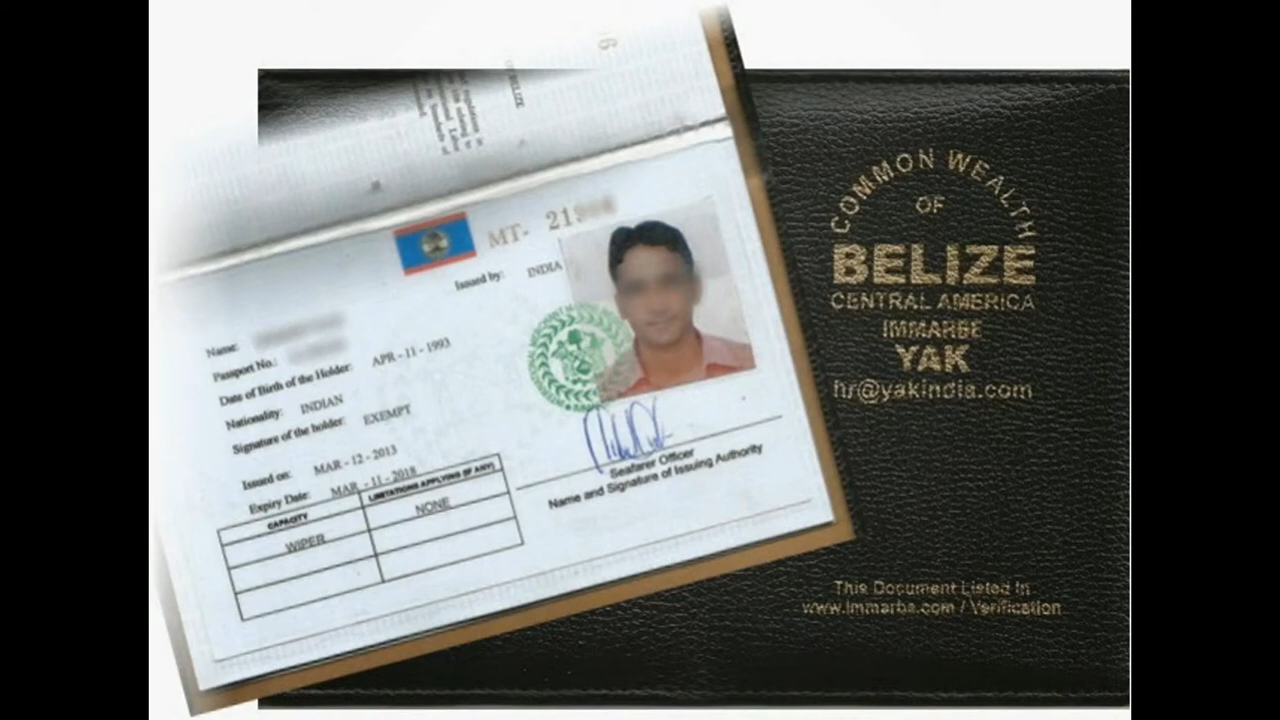 OF BELIZE
MT- 21
Issued by: INDIA
Name:
Passport No.:
Date of Birth of the Holder: APR - 11 - 1993
Nationality: INDIAN
Signature of the holder: EXEMPT
Issued on: MAR - 12 - 2013
Expiry Date: MAR - 11 - 2018
CAPACITY LIMITATIONS APPLYING (IF ANY)
WIPER NONE
Seafarer Officer
Name and Signature of Issuing Authority
COMMON WEALTH
OF
BELIZE
CENTRAL AMERICA
IMMARBE
YAK
hr@yakindia.com
This Document Listed In
www.immarbe.com / Verification